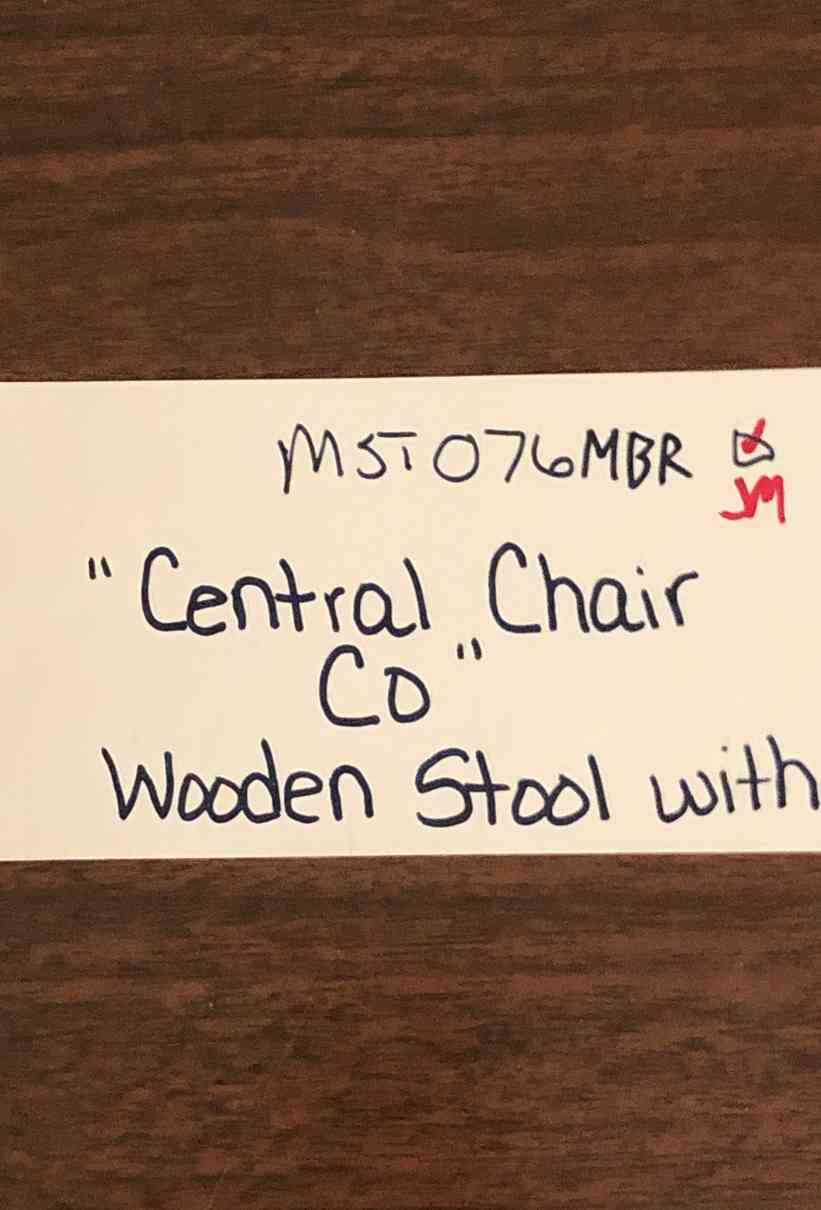 MST076MBR ☑
JM
"Central Chair
Co"
Wooden Stool with